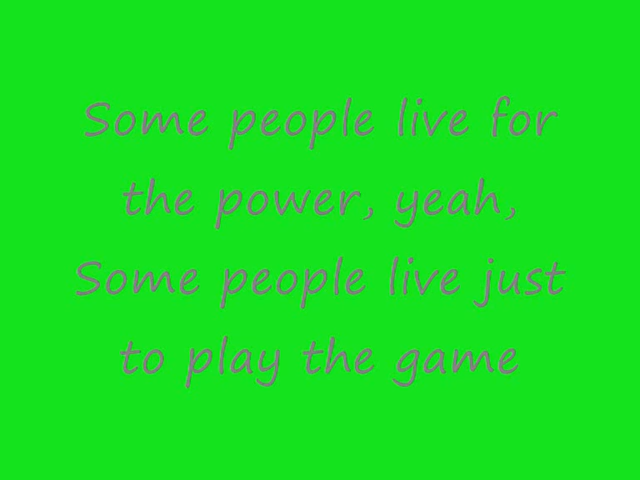 Some people live for
the power, yeah,
Some people live just
to play the game